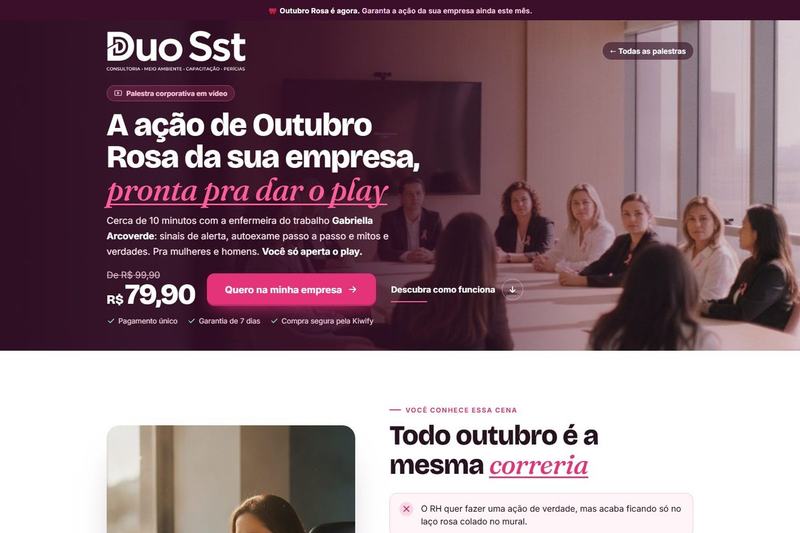 Outubro Rosa é agora. Garanta a ação da sua empresa ainda este mês.
Duo Sst
CONSULTORIA • MEIO AMBIENTE • CAPACITAÇÃO • PERÍCIAS
← Todas as palestras
Palestra corporativa em vídeo
A ação de Outubro
Rosa da sua empresa,
pronta pra dar o play
Cerca de 10 minutos com a enfermeira do trabalho Gabriella
Arcoverde: sinais de alerta, autoexame passo a passo e mitos e
verdades. Pra mulheres e homens. Você só aperta o play.
De R$ 99,90
R$79,90
Quero na minha empresa →
Descubra como funciona ↓
Pagamento único
Garantia de 7 dias
Compra segura pela Kiwify
VOCÊ CONHECE ESSA CENA
Todo outubro é a
mesma correria
O RH quer fazer uma ação de verdade, mas acaba ficando só no
laço rosa colado no mural.